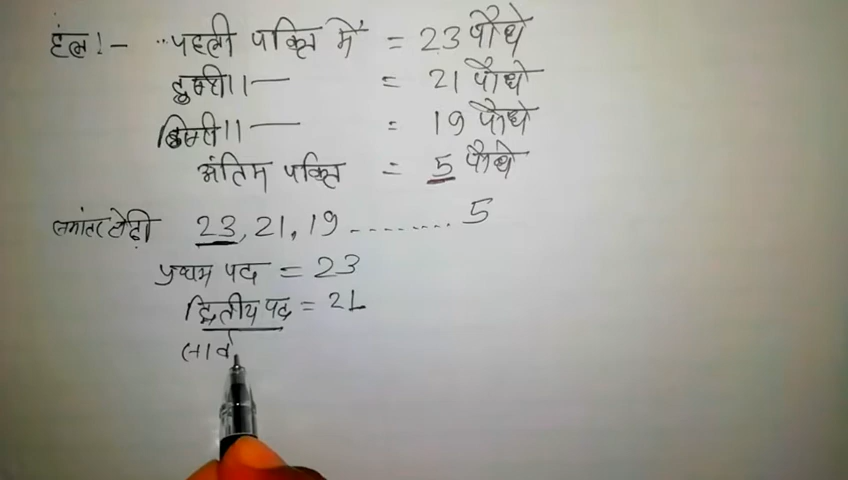 हल :- पहली पंक्ति में = 23 पौधे
दुसरी ।। — = 21 पौधे
तिसरी ।। — = 19 पौधे
अंतिम पंक्ति = 5 पौधे
समांतर श्रेढ़ी 23, 21, 19 ........ 5
प्रथम पद = 23
द्वितीय पद = 21
सार्व